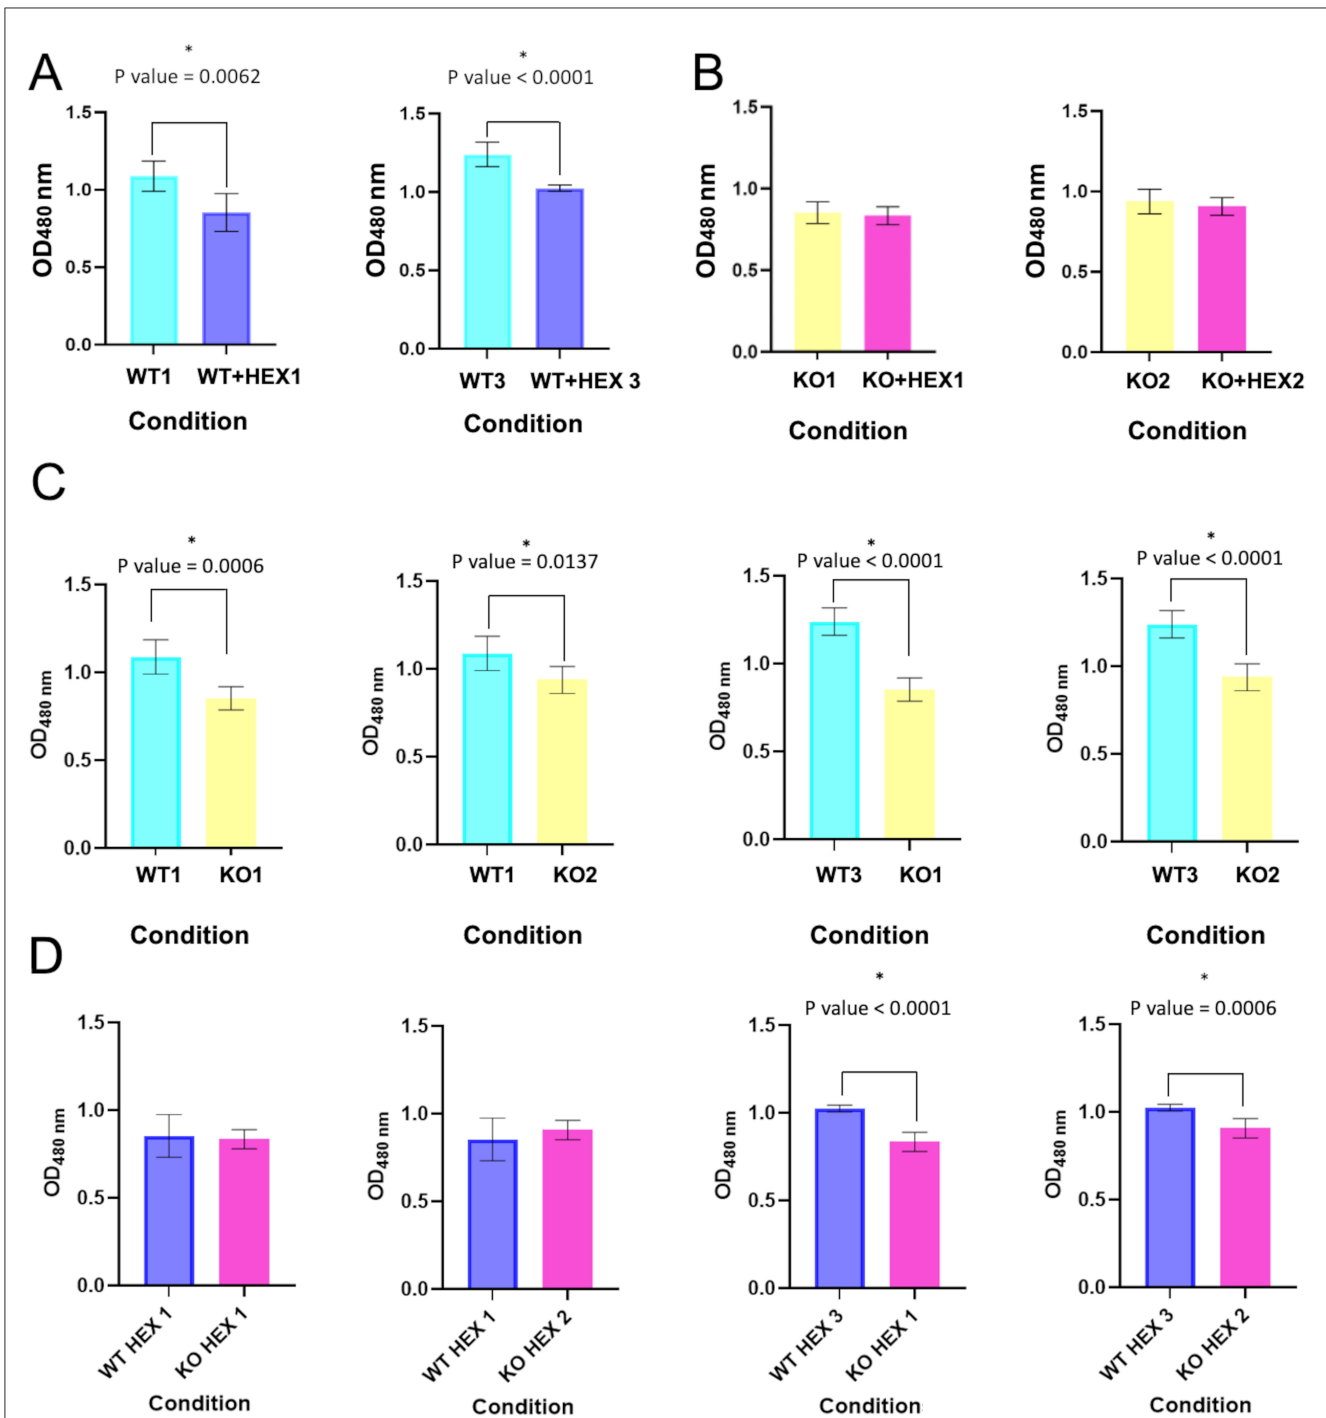 A
*
P value = 0.0062
1.5
1.0
0.5
0.0
OD480 nm
WT1 WT+HEX1
Condition
*
P value < 0.0001
1.5
1.0
0.5
0.0
OD480 nm
WT3 WT+HEX 3
Condition
B
1.5
1.0
0.5
0.0
OD480 nm
KO1 KO+HEX1
Condition
1.5
1.0
0.5
0.0
OD480 nm
KO2 KO+HEX2
Condition
C
*
P value = 0.0006
1.5
1.0
0.5
0.0
OD480 nm
WT1 KO1
Condition
*
P value = 0.0137
1.5
1.0
0.5
0.0
OD480 nm
WT1 KO2
Condition
*
P value < 0.0001
1.5
1.0
0.5
0.0
OD480 nm
WT3 KO1
Condition
*
P value < 0.0001
1.5
1.0
0.5
0.0
OD480 nm
WT3 KO2
Condition
D
1.5
1.0
0.5
0.0
OD480 nm
WT HEX 1 KO HEX 1
Condition
1.5
1.0
0.5
0.0
OD480 nm
WT HEX 1 KO HEX 2
Condition
*
P value < 0.0001
1.5
1.0
0.5
0.0
OD480 nm
WT HEX 3 KO HEX 1
Condition
*
P value = 0.0006
1.5
1.0
0.5
0.0
OD480 nm
WT HEX 3 KO HEX 2
Condition